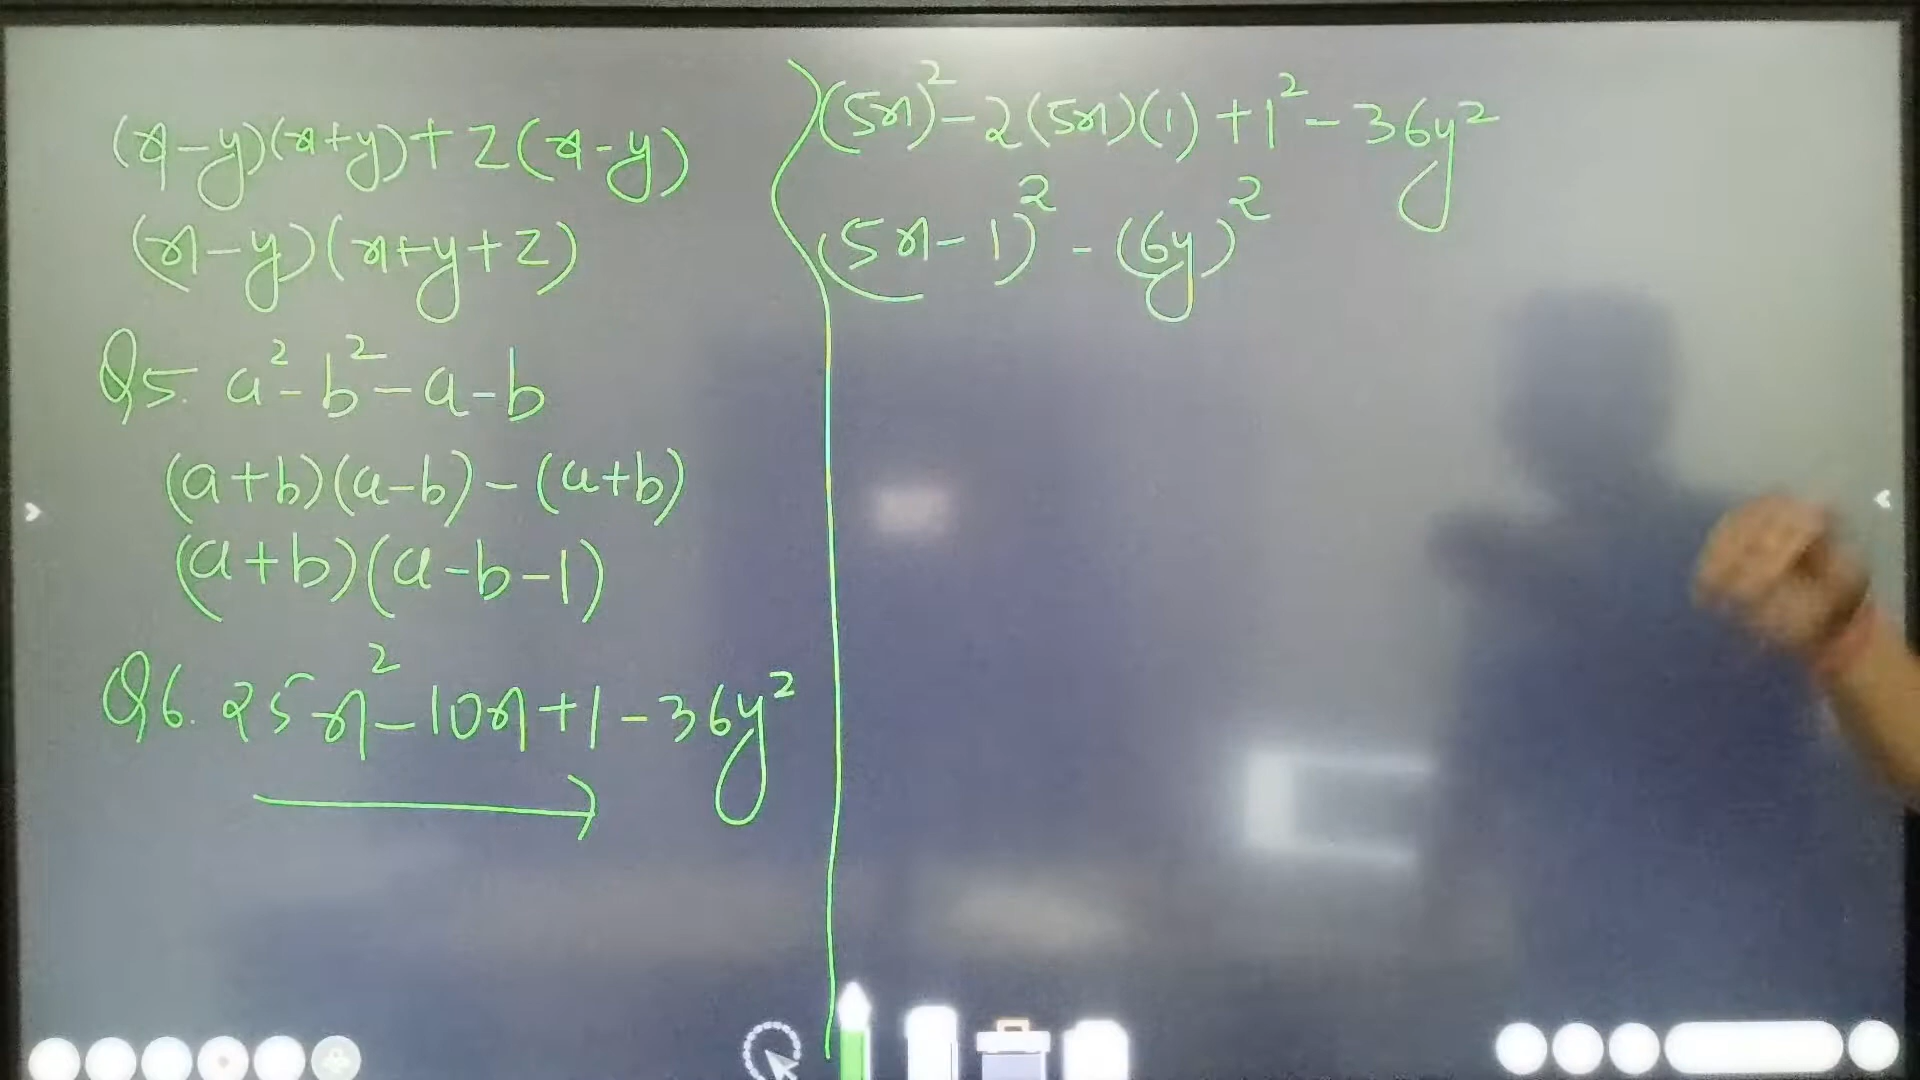 (x-y)(x+y)+z(x-y)
(x-y)(x+y+z)
Q5. a²-b²-a-b
(a+b)(a-b)-(a+b)
(a+b)(a-b-1)
Q6. 25x²-10x+1-36y²
(5x)²-2(5x)(1)+1²-36y²
(5x-1)²-(6y)²